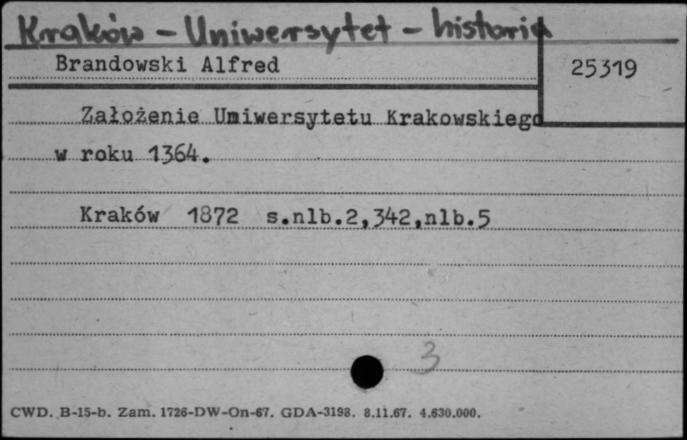 Kraków - Uniwersytet - historia
Brandowski Alfred
25319
Założenie Uniwersytetu Krakowskiego
w roku 1364.
Kraków 1872 s.nlb.2,342,nlb.5
3
CWD. B-15-b. Zam. 1726-DW-On-67. GDA-3198. 8.11.67. 4.630.000.